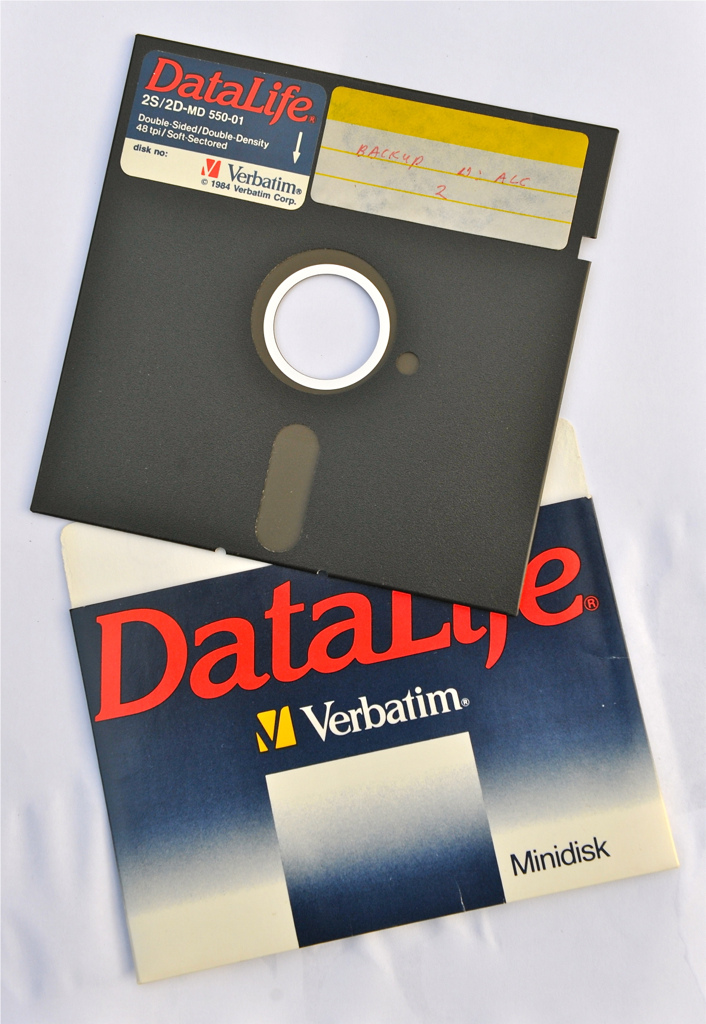 DataLife®
2S/2D-MD 550-01
Double-Sided/Double-Density
48 tpi/Soft-Sectored
disk no:
Verbatim®
© 1984 Verbatim Corp.
BACKUP D: ALC
2
DataLife®
Verbatim®
Minidisk